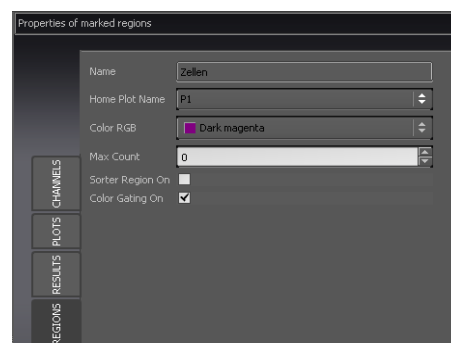 Properties of marked regions
Name Zellen
Home Plot Name P1
Color RGB Dark magenta
Max Count 0
Sorter Region On
Color Gating On
CHANNELS
PLOTS
RESULTS
REGIONS